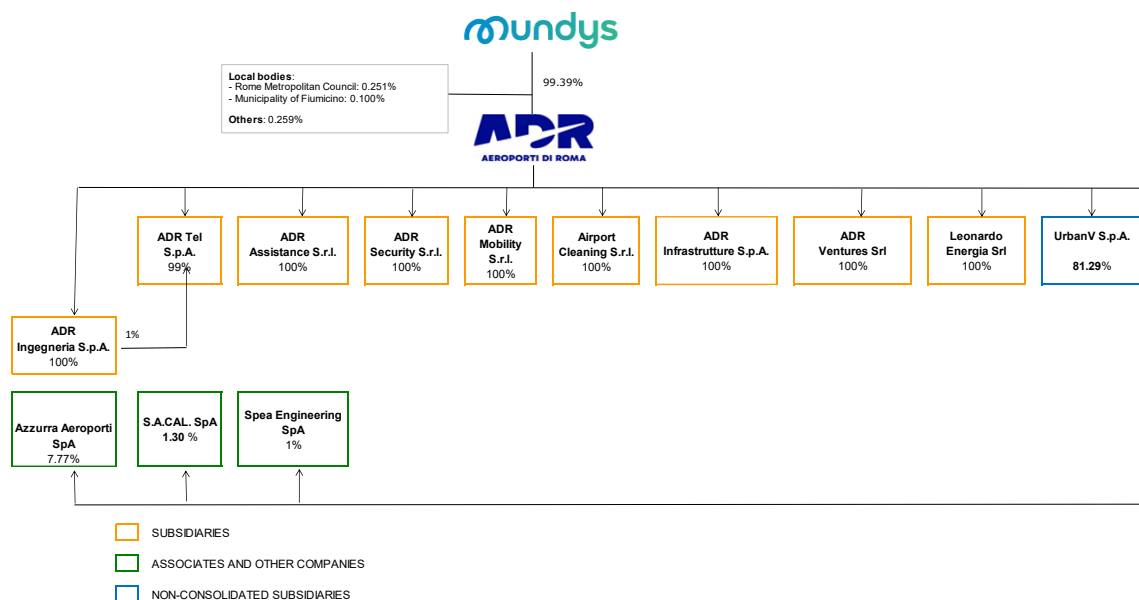 mundys
Local bodies:
- Rome Metropolitan Council: 0.251%
- Municipality of Fiumicino: 0.100%
Others: 0.259%
99.39%
ADR
AEROPORTI DI ROMA
ADR Tel
S.p.A.
99%
ADR
Assistance S.r.l.
100%
ADR
Security S.r.l.
100%
ADR
Mobility
S.r.l.
100%
Airport
Cleaning S.r.l.
100%
ADR
Infrastrutture S.p.A.
100%
ADR
Ventures Srl
100%
Leonardo
Energia Srl
100%
UrbanV S.p.A.
81.29%
ADR
Ingegneria S.p.A.
100%
1%
Azzurra Aeroporti
SpA
7.77%
S.A.CAL. SpA
1.30 %
Spea Engineering
SpA
1%
SUBSIDIARIES
ASSOCIATES AND OTHER COMPANIES
NON-CONSOLIDATED SUBSIDIARIES